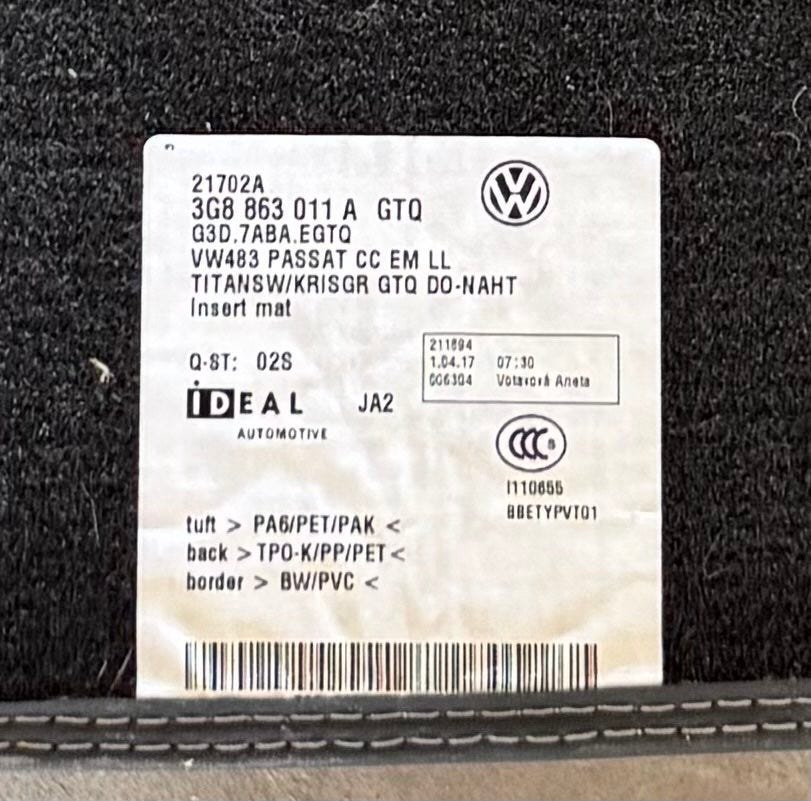 21702A
3G8 863 011 A GTQ
G3D.7ABA.EGTQ
VW483 PASSAT CC EM LL
TITANSW/KRISGR GTQ DO-NAHT
Insert mat
211894
1.04.17 07:30
006304 Votavová Aneta
Q-ST: 02S
IDEAL JA2
AUTOMOTIVE
CCC S
I110655
BBETYPVT01
tuft > PA6/PET/PAK <
back > TPO-K/PP/PET <
border > BW/PVC <